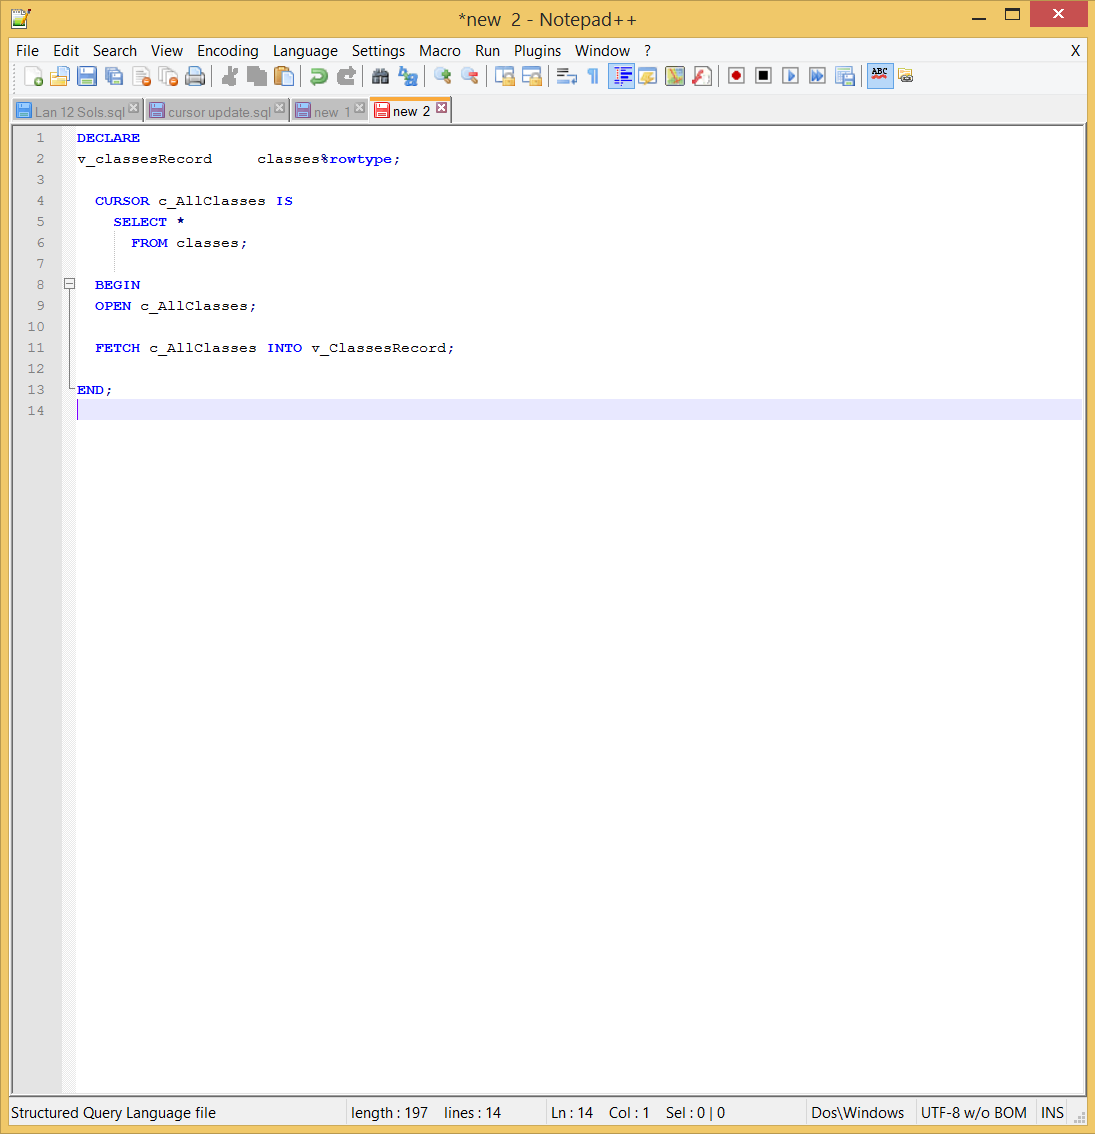 *new  2 - Notepad++
File Edit Search View Encoding Language Settings Macro Run Plugins Window ? X
ABC
Lan 12 Sols.sql cursor update.sql new  1 new  2
1 DECLARE
2 v_classesRecord     classes%rowtype;
3
4   CURSOR c_AllClasses IS
5     SELECT *
6       FROM classes;
7
8   BEGIN
9   OPEN c_AllClasses;
10
11   FETCH c_AllClasses INTO v_ClassesRecord;
12
13 END;
14
Structured Query Language file length : 197 lines : 14 Ln : 14 Col : 1 Sel : 0 | 0 Dos\Windows UTF-8 w/o BOM INS